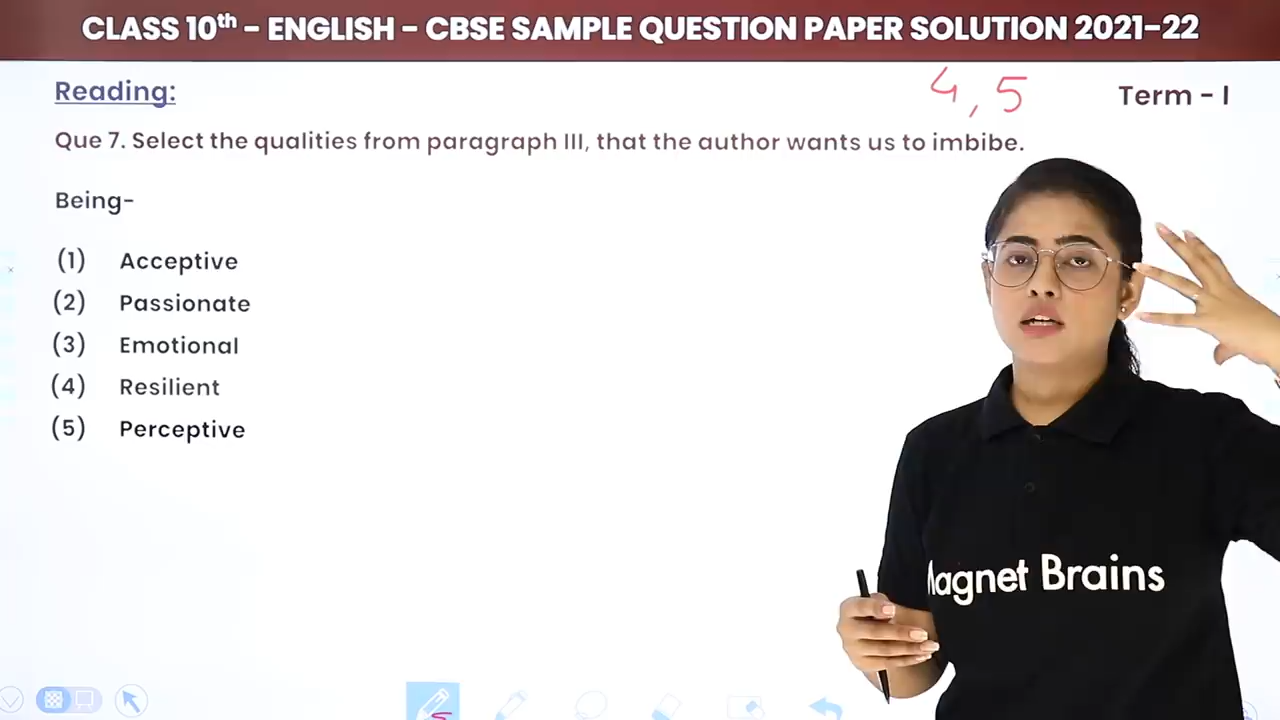 CLASS 10th - ENGLISH - CBSE SAMPLE QUESTION PAPER SOLUTION 2021-22
Reading:
4, 5
Term - I
Que 7. Select the qualities from paragraph III, that the author wants us to imbibe.
Being-
(1) Acceptive
(2) Passionate
(3) Emotional
(4) Resilient
(5) Perceptive
Magnet Brains